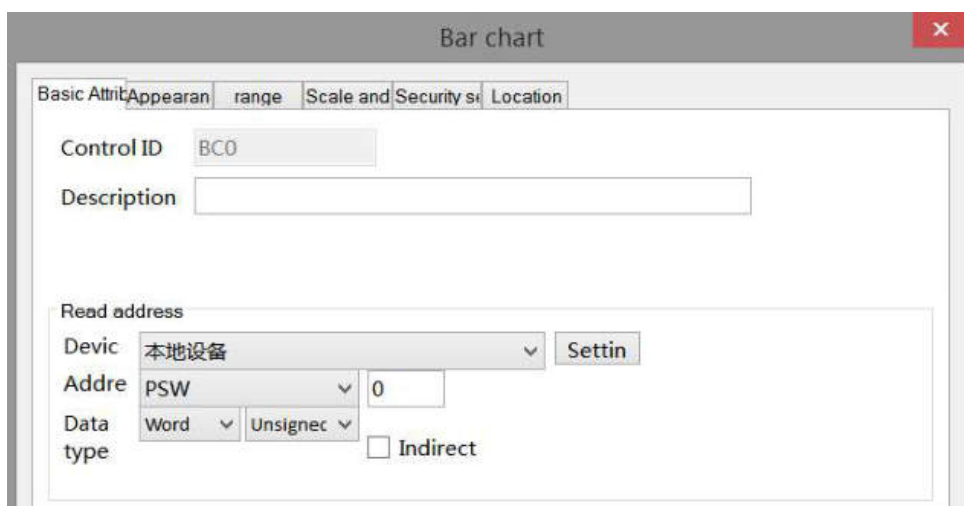 Bar chart
Basic Attrib Appearan range Scale and Security se Location
Control ID BC0
Description
Read address
Devic 本地设备 Settin
Addre PSW 0
Data type Word Unsigned
Indirect